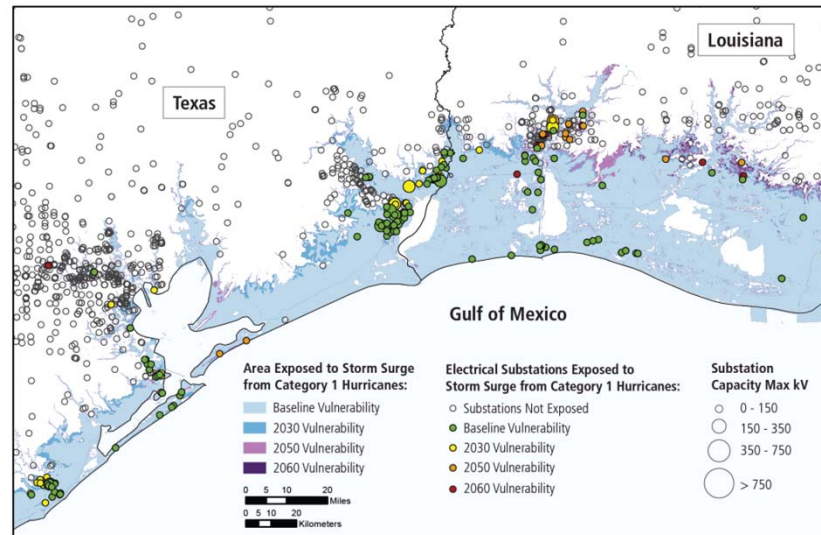 Louisiana
Texas
Gulf of Mexico
Area Exposed to Storm Surge
from Category 1 Hurricanes:
Baseline Vulnerability
2030 Vulnerability
2050 Vulnerability
2060 Vulnerability
0 5 10 20
Miles
0 5 10 20
Kilometers
Electrical Substations Exposed to
Storm Surge from Category 1 Hurricanes:
Substations Not Exposed
Baseline Vulnerability
2030 Vulnerability
2050 Vulnerability
2060 Vulnerability
Substation
Capacity Max kV
0 - 150
150 - 350
350 - 750
> 750